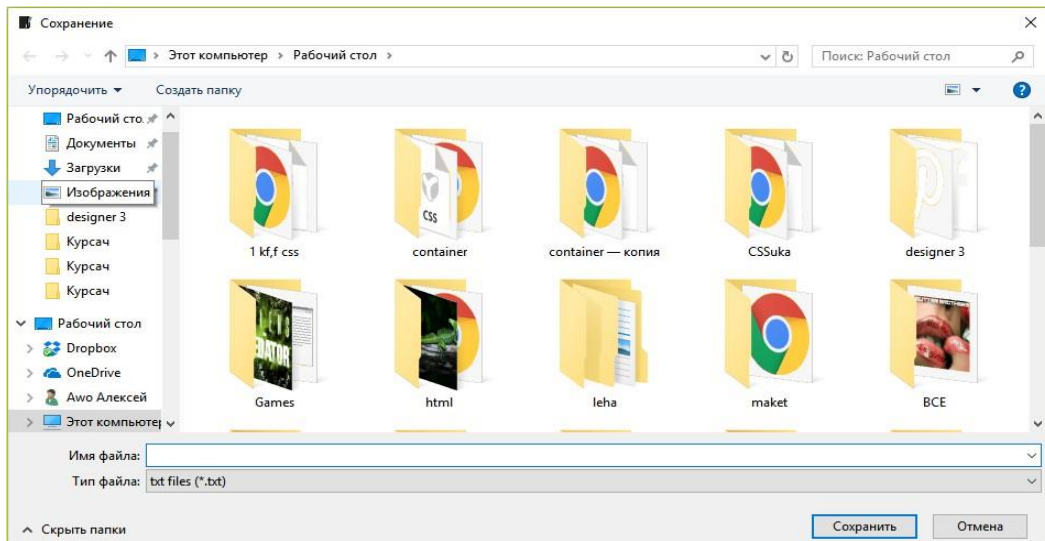 Сохранение
Этот компьютер > Рабочий стол >
Поиск: Рабочий стол
Упорядочить
Создать папку
Рабочий сто
Документы
Загрузки
Изображения
designer 3
Курсач
Курсач
Курсач
Рабочий стол
Dropbox
OneDrive
Awo Алексей
Этот компьютер
CSS
1 kf,f css
container
container — копия
CSSuka
designer 3
Games
html
leha
maket
ВСЕ
Имя файла:
Тип файла: txt files (*.txt)
Скрыть папки
Сохранить
Отмена